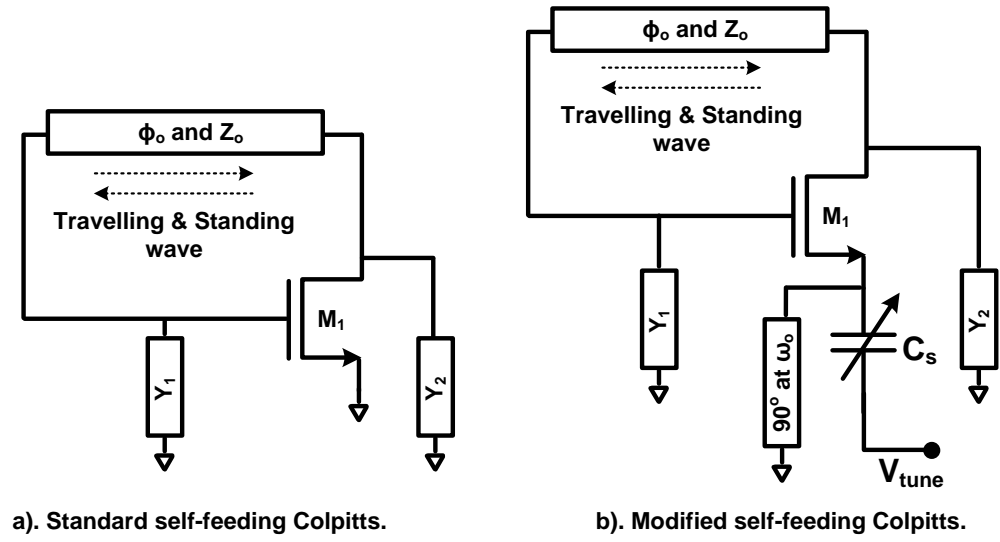 ϕo and Zo
Travelling & Standing
wave
M1
Y1
Y2
a). Standard self-feeding Colpitts.
ϕo and Zo
Travelling & Standing
wave
M1
Y1
90° at ωo
Cs
Y2
Vtune
b). Modified self-feeding Colpitts.